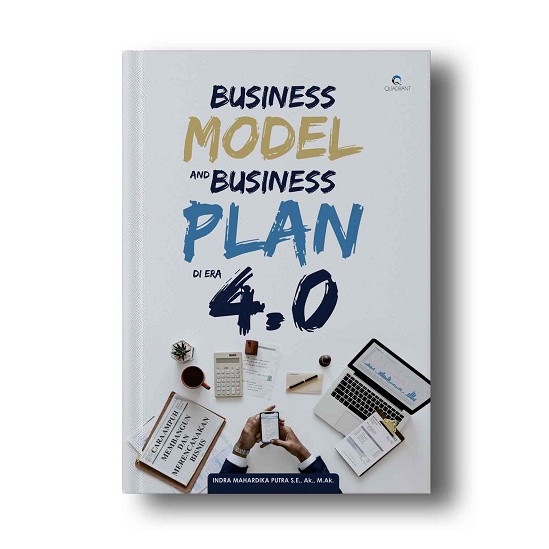 QUADRANT
BUSINESS
MODEL
AND BUSINESS
PLAN
DI ERA
4.0
CARA AMPUH
MEMBANGUN
DAN
MERENCANAKAN
BISNIS
INDRA MAHARDIKA PUTRA S.E., Ak., M.Ak.